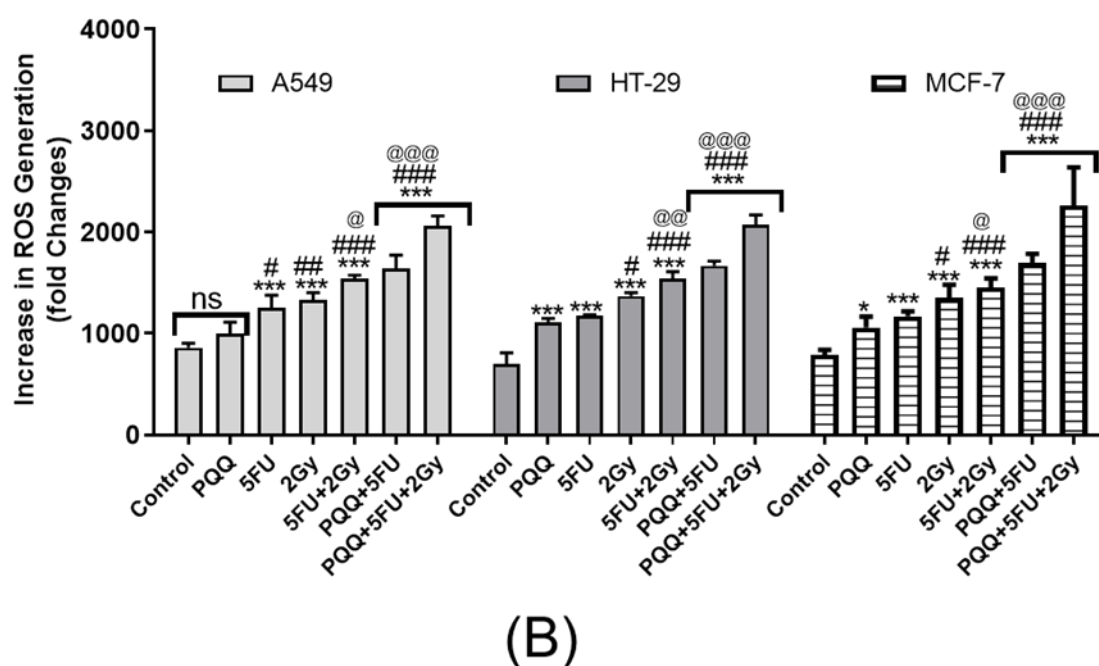 Increase in ROS Generation
(fold Changes)
4000
3000
2000
1000
0
A549
HT-29
MCF-7
ns
#
***
##
***
@
###
***
@@@
###
***
***
***
#
***
@@
###
***
@@@
###
***
*
***
#
***
@
###
***
@@@
###
***
Control
PQQ
5FU
2Gy
5FU+2Gy
PQQ+5FU
PQQ+5FU+2Gy
Control
PQQ
5FU
2Gy
5FU+2Gy
PQQ+5FU
PQQ+5FU+2Gy
Control
PQQ
5FU
2Gy
5FU+2Gy
PQQ+5FU
PQQ+5FU+2Gy
(B)